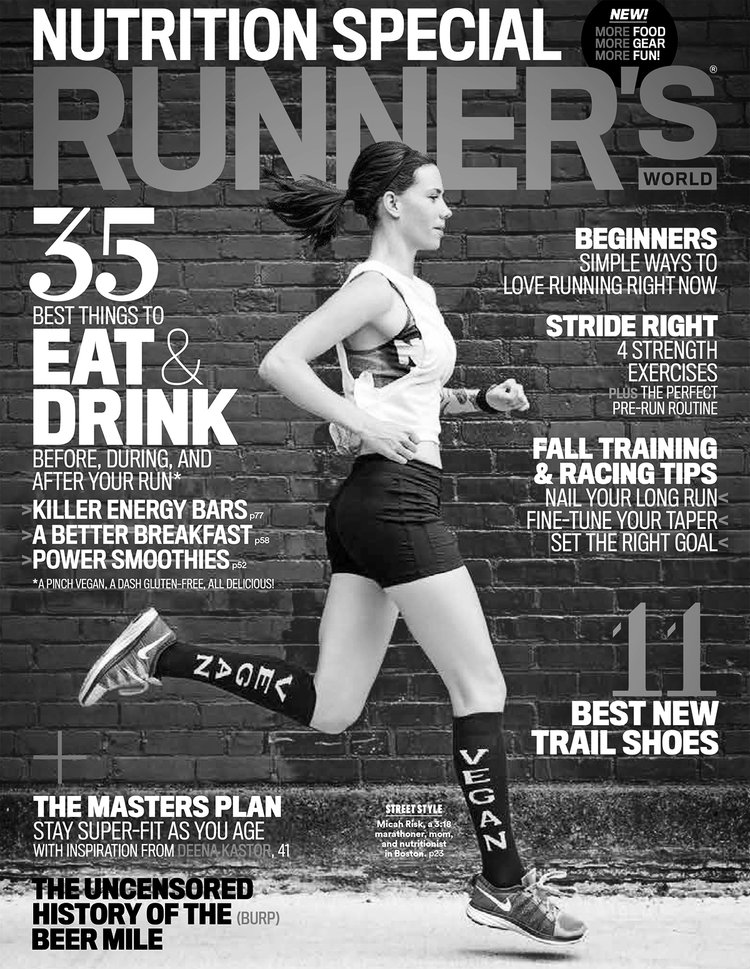 NUTRITION SPECIAL
NEW!
MORE FOOD
MORE GEAR
MORE FUN!
RUNNER'S®
WORLD
35
BEST THINGS TO
EAT &
DRINK
BEFORE, DURING, AND
AFTER YOUR RUN*
>KILLER ENERGY BARS p77
>A BETTER BREAKFAST p58
>POWER SMOOTHIES p52
*A PINCH VEGAN, A DASH GLUTEN-FREE, ALL DELICIOUS!
BEGINNERS
SIMPLE WAYS TO
LOVE RUNNING RIGHT NOW
STRIDE RIGHT
4 STRENGTH
EXERCISES
PLUS THE PERFECT
PRE-RUN ROUTINE
FALL TRAINING
& RACING TIPS
NAIL YOUR LONG RUN<
FINE-TUNE YOUR TAPER<
SET THE RIGHT GOAL<
11
BEST NEW
TRAIL SHOES
VEGAN
VEGAN
+
THE MASTERS PLAN
STAY SUPER-FIT AS YOU AGE
WITH INSPIRATION FROM DEENA KASTOR, 41
STREET STYLE
Micah Risk, a 3:18
marathoner, mom,
and nutritionist
in Boston. p23
THE UNCENSORED
HISTORY OF THE (BURP)
BEER MILE